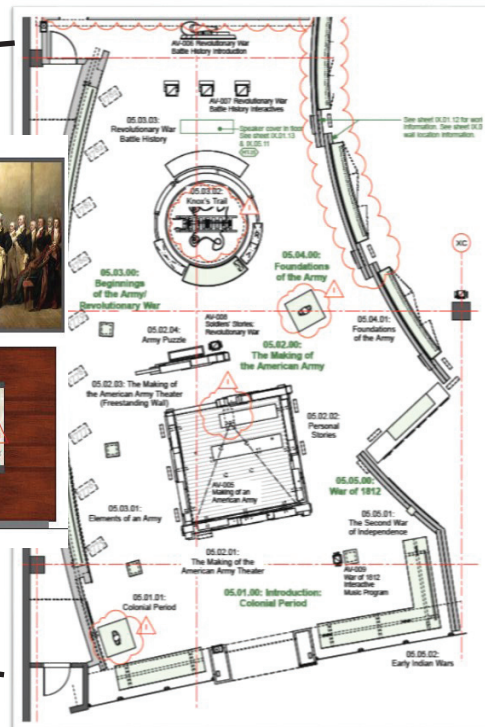 AV-006 Revolutionary War
Battle History Introduction
AV-007 Revolutionary War
Battle History Interactives
05.03.03:
Revolutionary War
Battle History
Speaker cover in floor
See sheet IX.01.13
& IX.05.11
See sheet IX.01.12 for
information. See sheet
wall location information.
05.03.02:
Knox's Trail
XC
05.03.00:
Beginnings
of the Army/
Revolutionary War
05.04.00:
Foundations
of the Army
AV-008
Soldiers' Stories:
Revolutionary War
05.04.01:
Foundations
of the Army
05.02.04:
Army Puzzle
05.02.00:
The Making of
the American Army
05.02.03: The Making of
the American Army Theater
(Freestanding Wall)
05.02.02:
Personal
Stories
AV-005
Making of an
American Army
05.05.00:
War of 1812
05.03.01:
Elements of an Army
05.05.01:
The Second War
of Independence
05.02.01:
The Making of the
American Army Theater
AV-009
War of 1812
Interactive
Music Program
05.01.01:
Colonial Period
05.01.00: Introduction:
Colonial Period
05.05.02:
Early Indian Wars